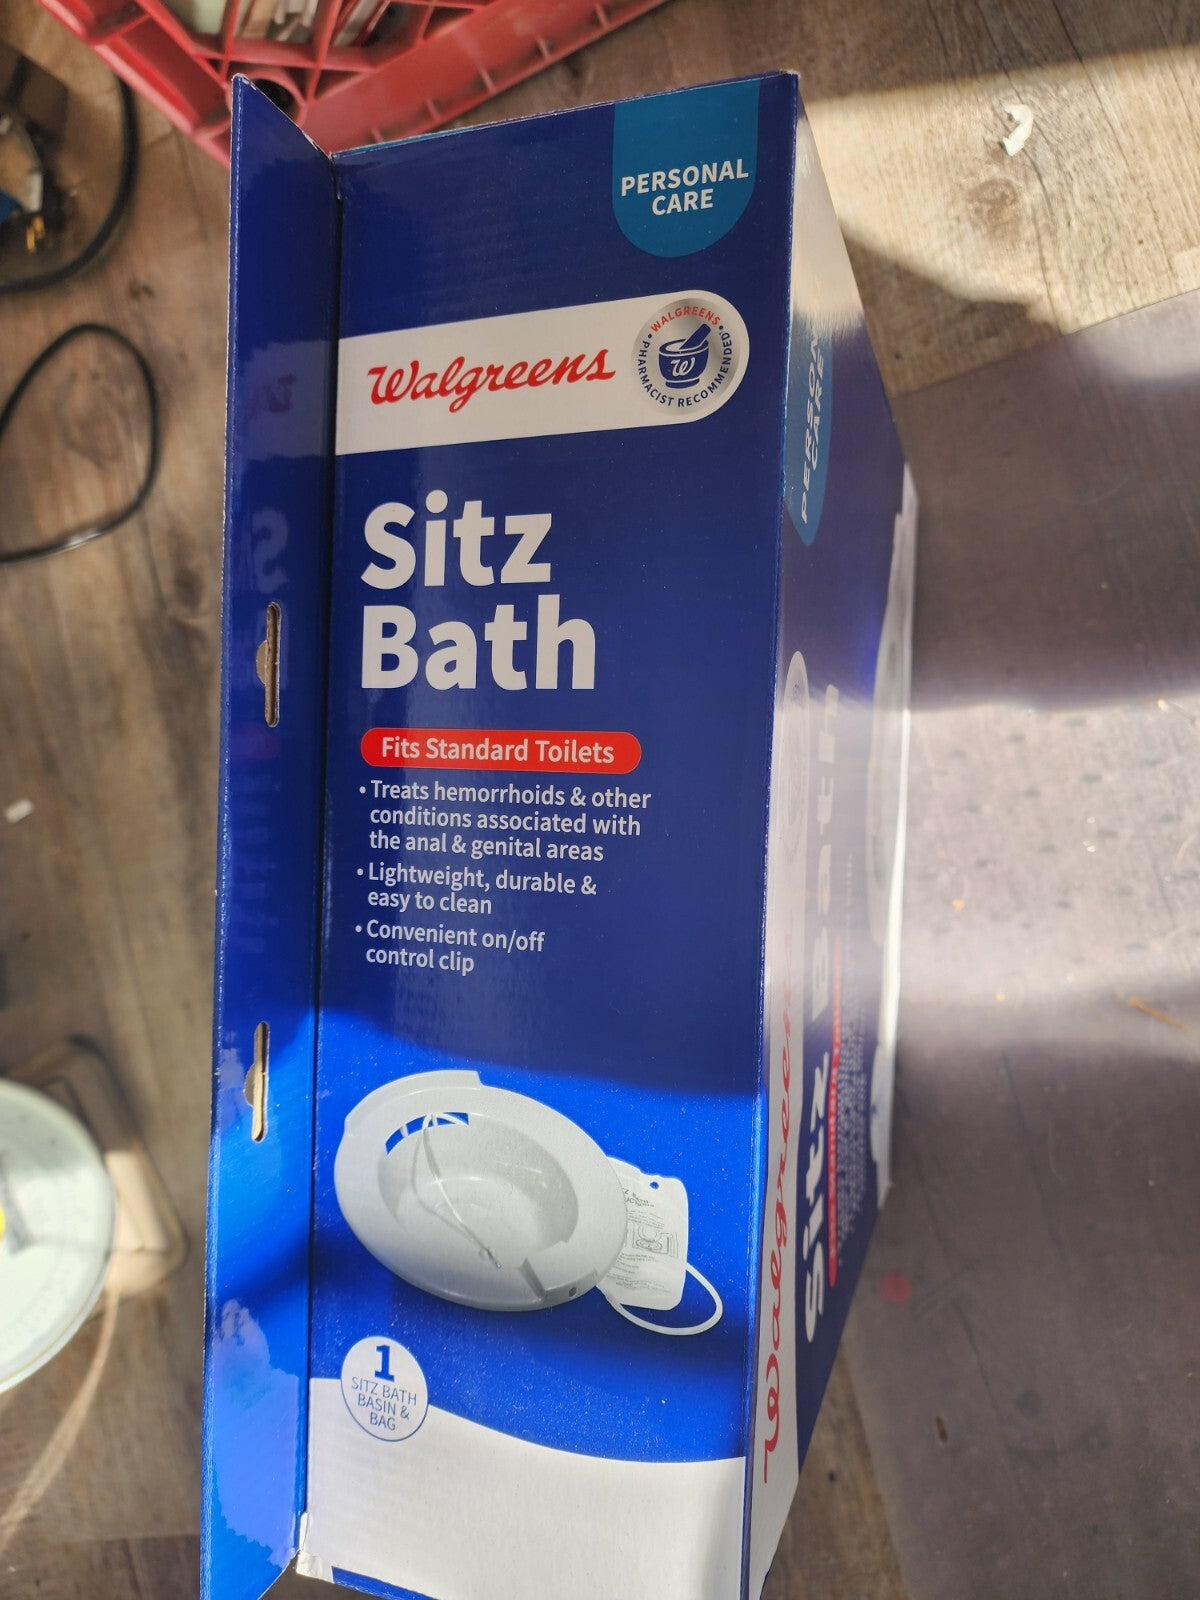 PERSONAL
CARE
Walgreens
• WALGREENS •
PHARMACIST RECOMMENDED
W
Sitz
Bath
Fits Standard Toilets
• Treats hemorrhoids & other
conditions associated with
the anal & genital areas
• Lightweight, durable &
easy to clean
• Convenient on/off
control clip
1
SITZ BATH
BASIN &
BAG
PERSONAL
CARE
Walgreens
Sitz Bath